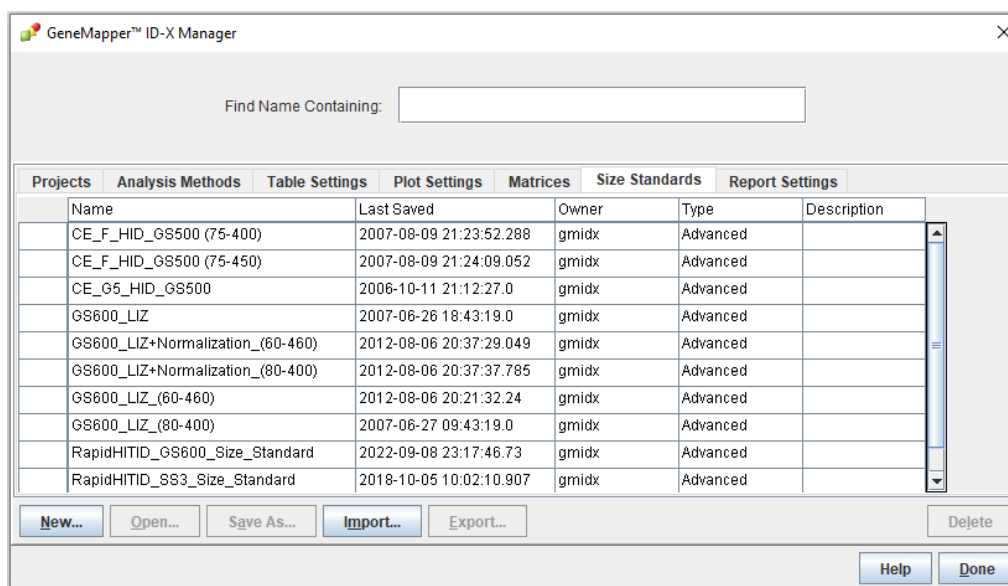 GeneMapper™ ID-X Manager
Find Name Containing:
Projects Analysis Methods Table Settings Plot Settings Matrices Size Standards Report Settings
Name Last Saved Owner Type Description
CE_F_HID_GS500 (75-400) 2007-08-09 21:23:52.288 gmidx Advanced
CE_F_HID_GS500 (75-450) 2007-08-09 21:24:09.052 gmidx Advanced
CE_G5_HID_GS500 2006-10-11 21:12:27.0 gmidx Advanced
GS600_LIZ 2007-06-26 18:43:19.0 gmidx Advanced
GS600_LIZ+Normalization_(60-460) 2012-08-06 20:37:29.049 gmidx Advanced
GS600_LIZ+Normalization_(80-400) 2012-08-06 20:37:37.785 gmidx Advanced
GS600_LIZ_(60-460) 2012-08-06 20:21:32.24 gmidx Advanced
GS600_LIZ_(80-400) 2007-06-27 09:43:19.0 gmidx Advanced
RapidHITID_GS600_Size_Standard 2022-09-08 23:17:46.73 gmidx Advanced
RapidHITID_SS3_Size_Standard 2018-10-05 10:02:10.907 gmidx Advanced
New... Open... Save As... Import... Export... Delete
Help Done